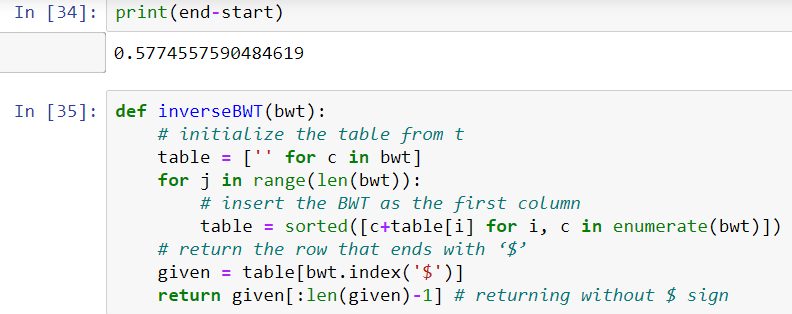 In [34]: print(end-start)
0.5774557590484619
In [35]: def inverseBWT(bwt):
    # initialize the table from t
    table = ['' for c in bwt]
    for j in range(len(bwt)):
        # insert the BWT as the first column
        table = sorted([c+table[i] for i, c in enumerate(bwt)])
    # return the row that ends with ‘$’
    given = table[bwt.index('$')]
    return given[:len(given)-1] # returning without $ sign